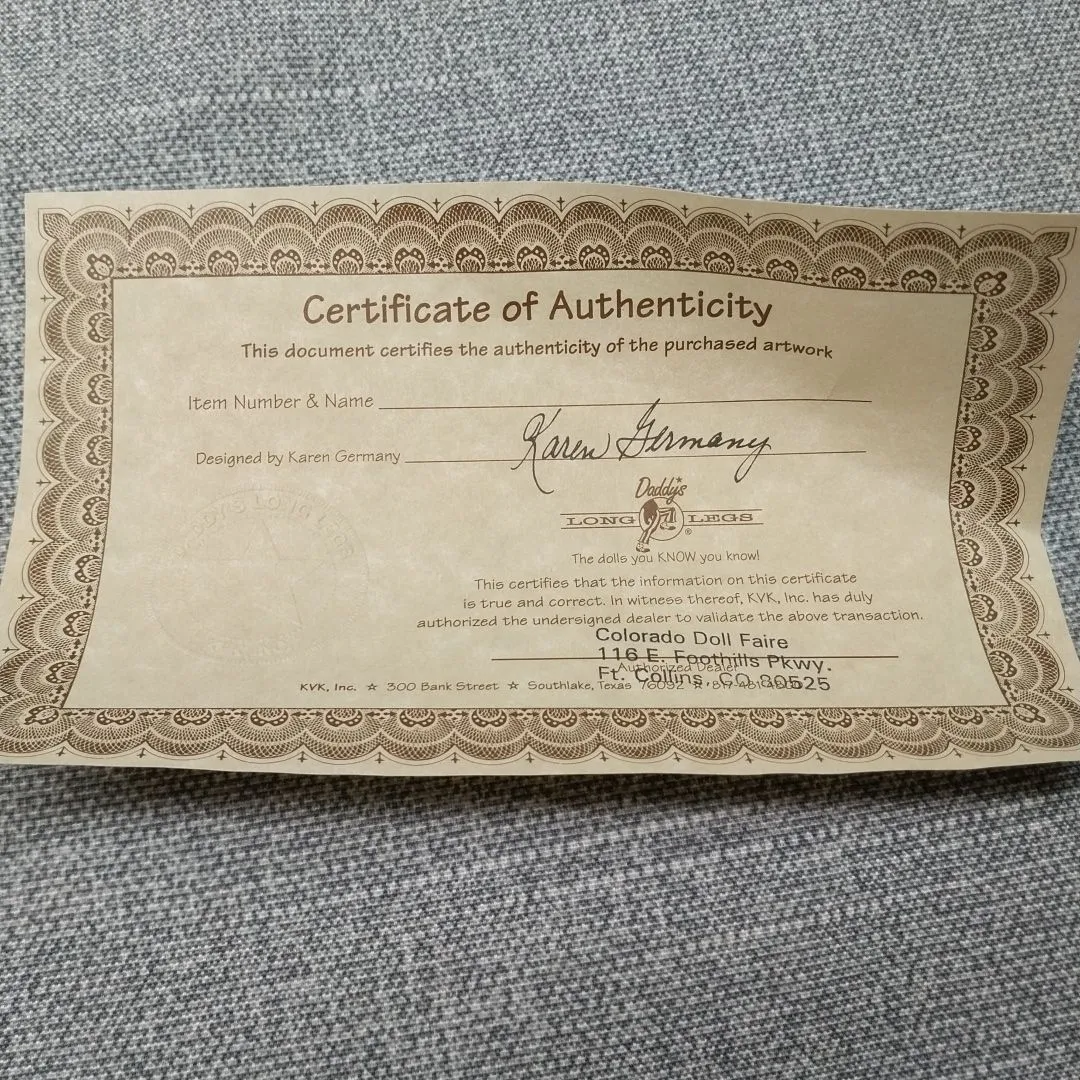 Certificate of Authenticity
This document certifies the authenticity of the purchased artwork
Item Number & Name
Designed by Karen Germany Karen Germany
DADDY'S LONG LEGS
Daddy's
LONG LEGS ®
The dolls you KNOW you know!
This certifies that the information on this certificate
is true and correct. In witness thereof, KVK, Inc. has duly
authorized the undersigned dealer to validate the above transaction.
Colorado Doll Faire
116 E. Foothills Pkwy.
Authorized Dealer
Ft. Collins, CO 80525
KVK, Inc. ☆ 300 Bank Street ☆ Southlake, Texas 76092 ☆